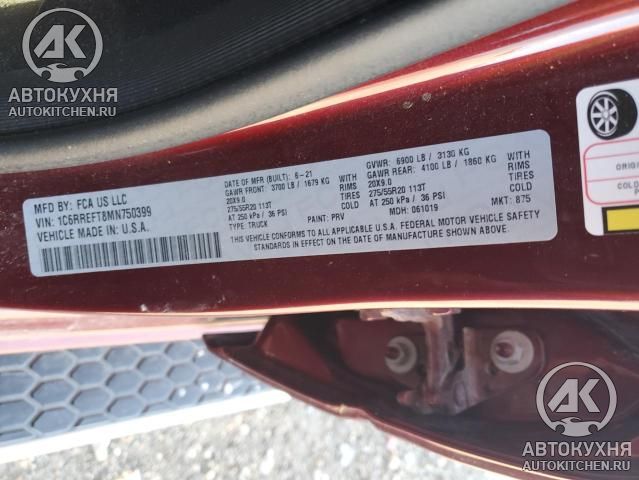 АК
АВТОКУХНЯ
AUTOKITCHEN.RU
MFD BY: FCA US LLC
VIN: 1C6RREFT8MN750399
VEHICLE MADE IN: U.S.A.
DATE OF MFR (BUILT): 6-21
GAWR FRONT: 3700 LB / 1679 KG WITH
20X9.0 RIMS
275/55R20 113T TIRES
AT 250 kPa / 36 PSI
TYPE: TRUCK PAINT: PRV
GVWR: 6900 LB / 3130 KG
GAWR REAR: 4100 LB / 1860 KG WITH
20X9.0 RIMS
275/55R20 113T TIRES
AT 250 kPa / 36 PSI
MDH: 061019 MKT: 875
THIS VEHICLE CONFORMS TO ALL APPLICABLE U.S.A. FEDERAL MOTOR VEHICLE SAFETY
STANDARDS IN EFFECT ON THE DATE OF MANUFACTURE SHOWN ABOVE.
ORIGI
АК
АВТОКУХНЯ
AUTOKITCHEN.RU